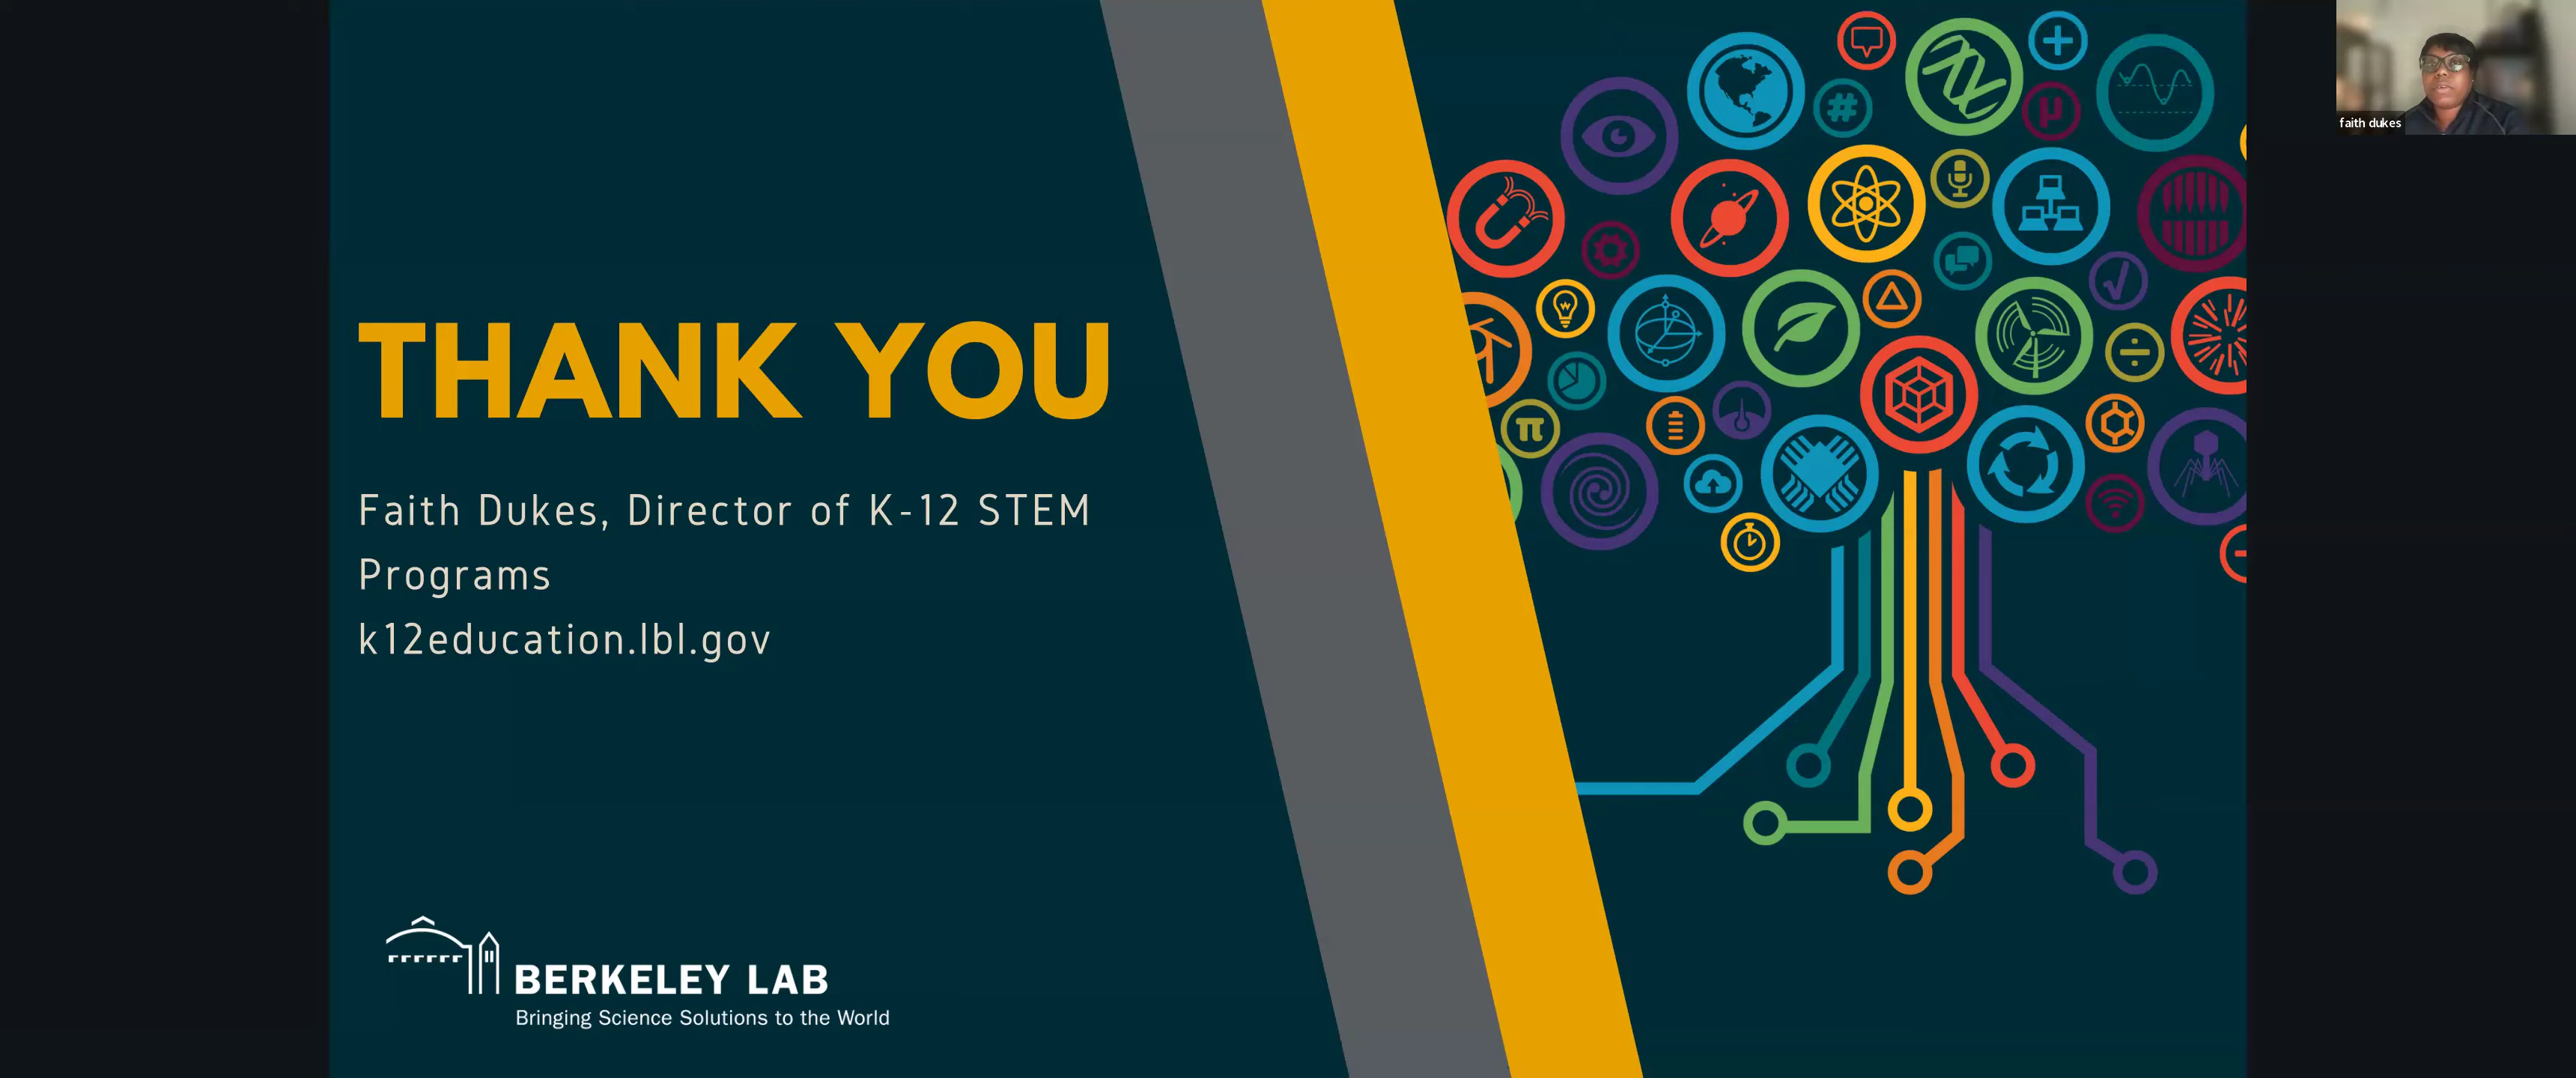 THANK YOU
Faith Dukes, Director of K-12 STEM
Programs
k12education.lbl.gov
BERKELEY LAB
Bringing Science Solutions to the World
#
μ
π
faith dukes